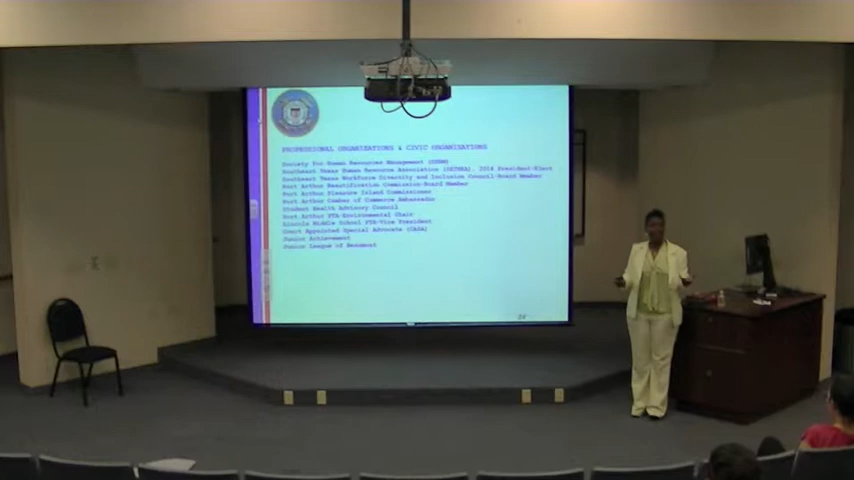 PROFESSIONAL ORGANIZATIONS & CIVIC ORGANIZATIONS
Society for Human Resources Management (SHRM)
Southeast Texas Human Resource Association (SETHRA), 2014 President-Elect
Southeast Texas Workforce Diversity and Inclusion Council-Board Member
Port Arthur Beautification Commission-Board Member
Port Arthur Pleasure Island Commissioner
Port Arthur Camber of Commerce Ambassador
Student Health Advisory Council
Port Arthur PTA-Environmental Chair
Lincoln Middle School PTA-Vice President
Court Appointed Special Advocate (CASA)
Junior Achievement
Junior League of Beaumont